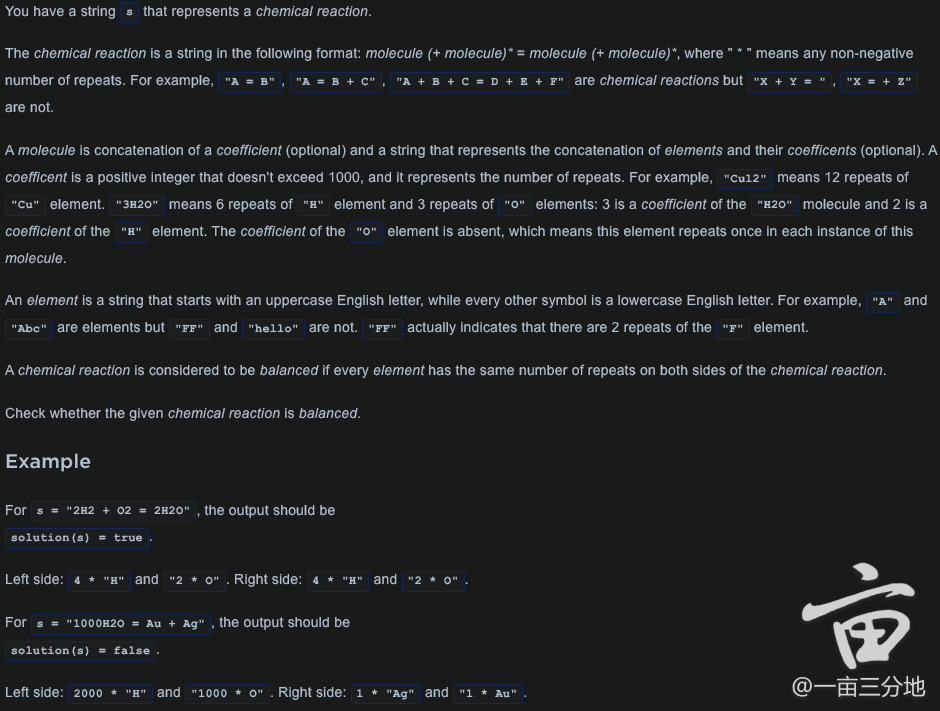 You have a string s that represents a chemical reaction.
The chemical reaction is a string in the following format: molecule (+ molecule)* = molecule (+ molecule)*, where " * " means any non-negative
number of repeats. For example, "A = B", "A = B + C", "A + B + C = D + E + F" are chemical reactions but "X + Y = ", "X = + Z"
are not.
A molecule is concatenation of a coefficient (optional) and a string that represents the concatenation of elements and their coefficents (optional). A
coefficent is a positive integer that doesn't exceed 1000, and it represents the number of repeats. For example, "Cu12" means 12 repeats of
"Cu" element. "3H2O" means 6 repeats of "H" element and 3 repeats of "O" elements: 3 is a coefficient of the "H2O" molecule and 2 is a
coefficient of the "H" element. The coefficient of the "O" element is absent, which means this element repeats once in each instance of this
molecule.
An element is a string that starts with an uppercase English letter, while every other symbol is a lowercase English letter. For example, "A" and
"Abc" are elements but "FF" and "hello" are not. "FF" actually indicates that there are 2 repeats of the "F" element.
A chemical reaction is considered to be balanced if every element has the same number of repeats on both sides of the chemical reaction.
Check whether the given chemical reaction is balanced.
Example
For s = "2H2 + O2 = 2H2O", the output should be
solution(s) = true.
Left side: 4 * "H" and "2 * O". Right side: 4 * "H" and "2 * O".
For s = "1000H2O = Au + Ag", the output should be
solution(s) = false.
Left side: 2000 * "H" and "1000 * O". Right side: 1 * "Ag" and "1 * Au".
亩
@一亩三分地